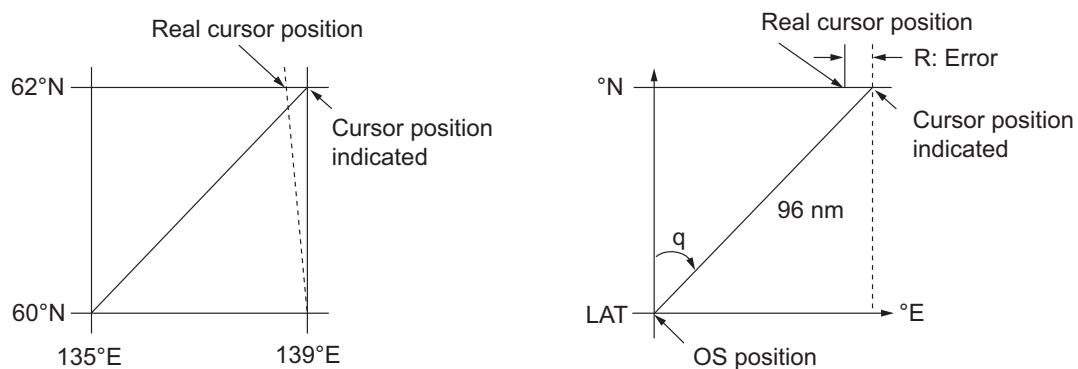 Real cursor position
62°N
Cursor position
indicated
60°N
135°E
139°E
Real cursor position
R: Error
°N
Cursor position
indicated
96 nm
q
LAT
°E
OS position